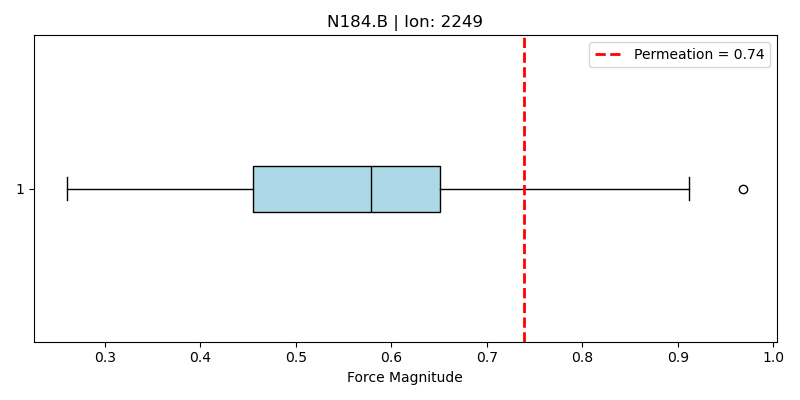 N184.B | Ion: 2249
Permeation = 0.74
1
0.3 0.4 0.5 0.6 0.7 0.8 0.9 1.0
Force Magnitude